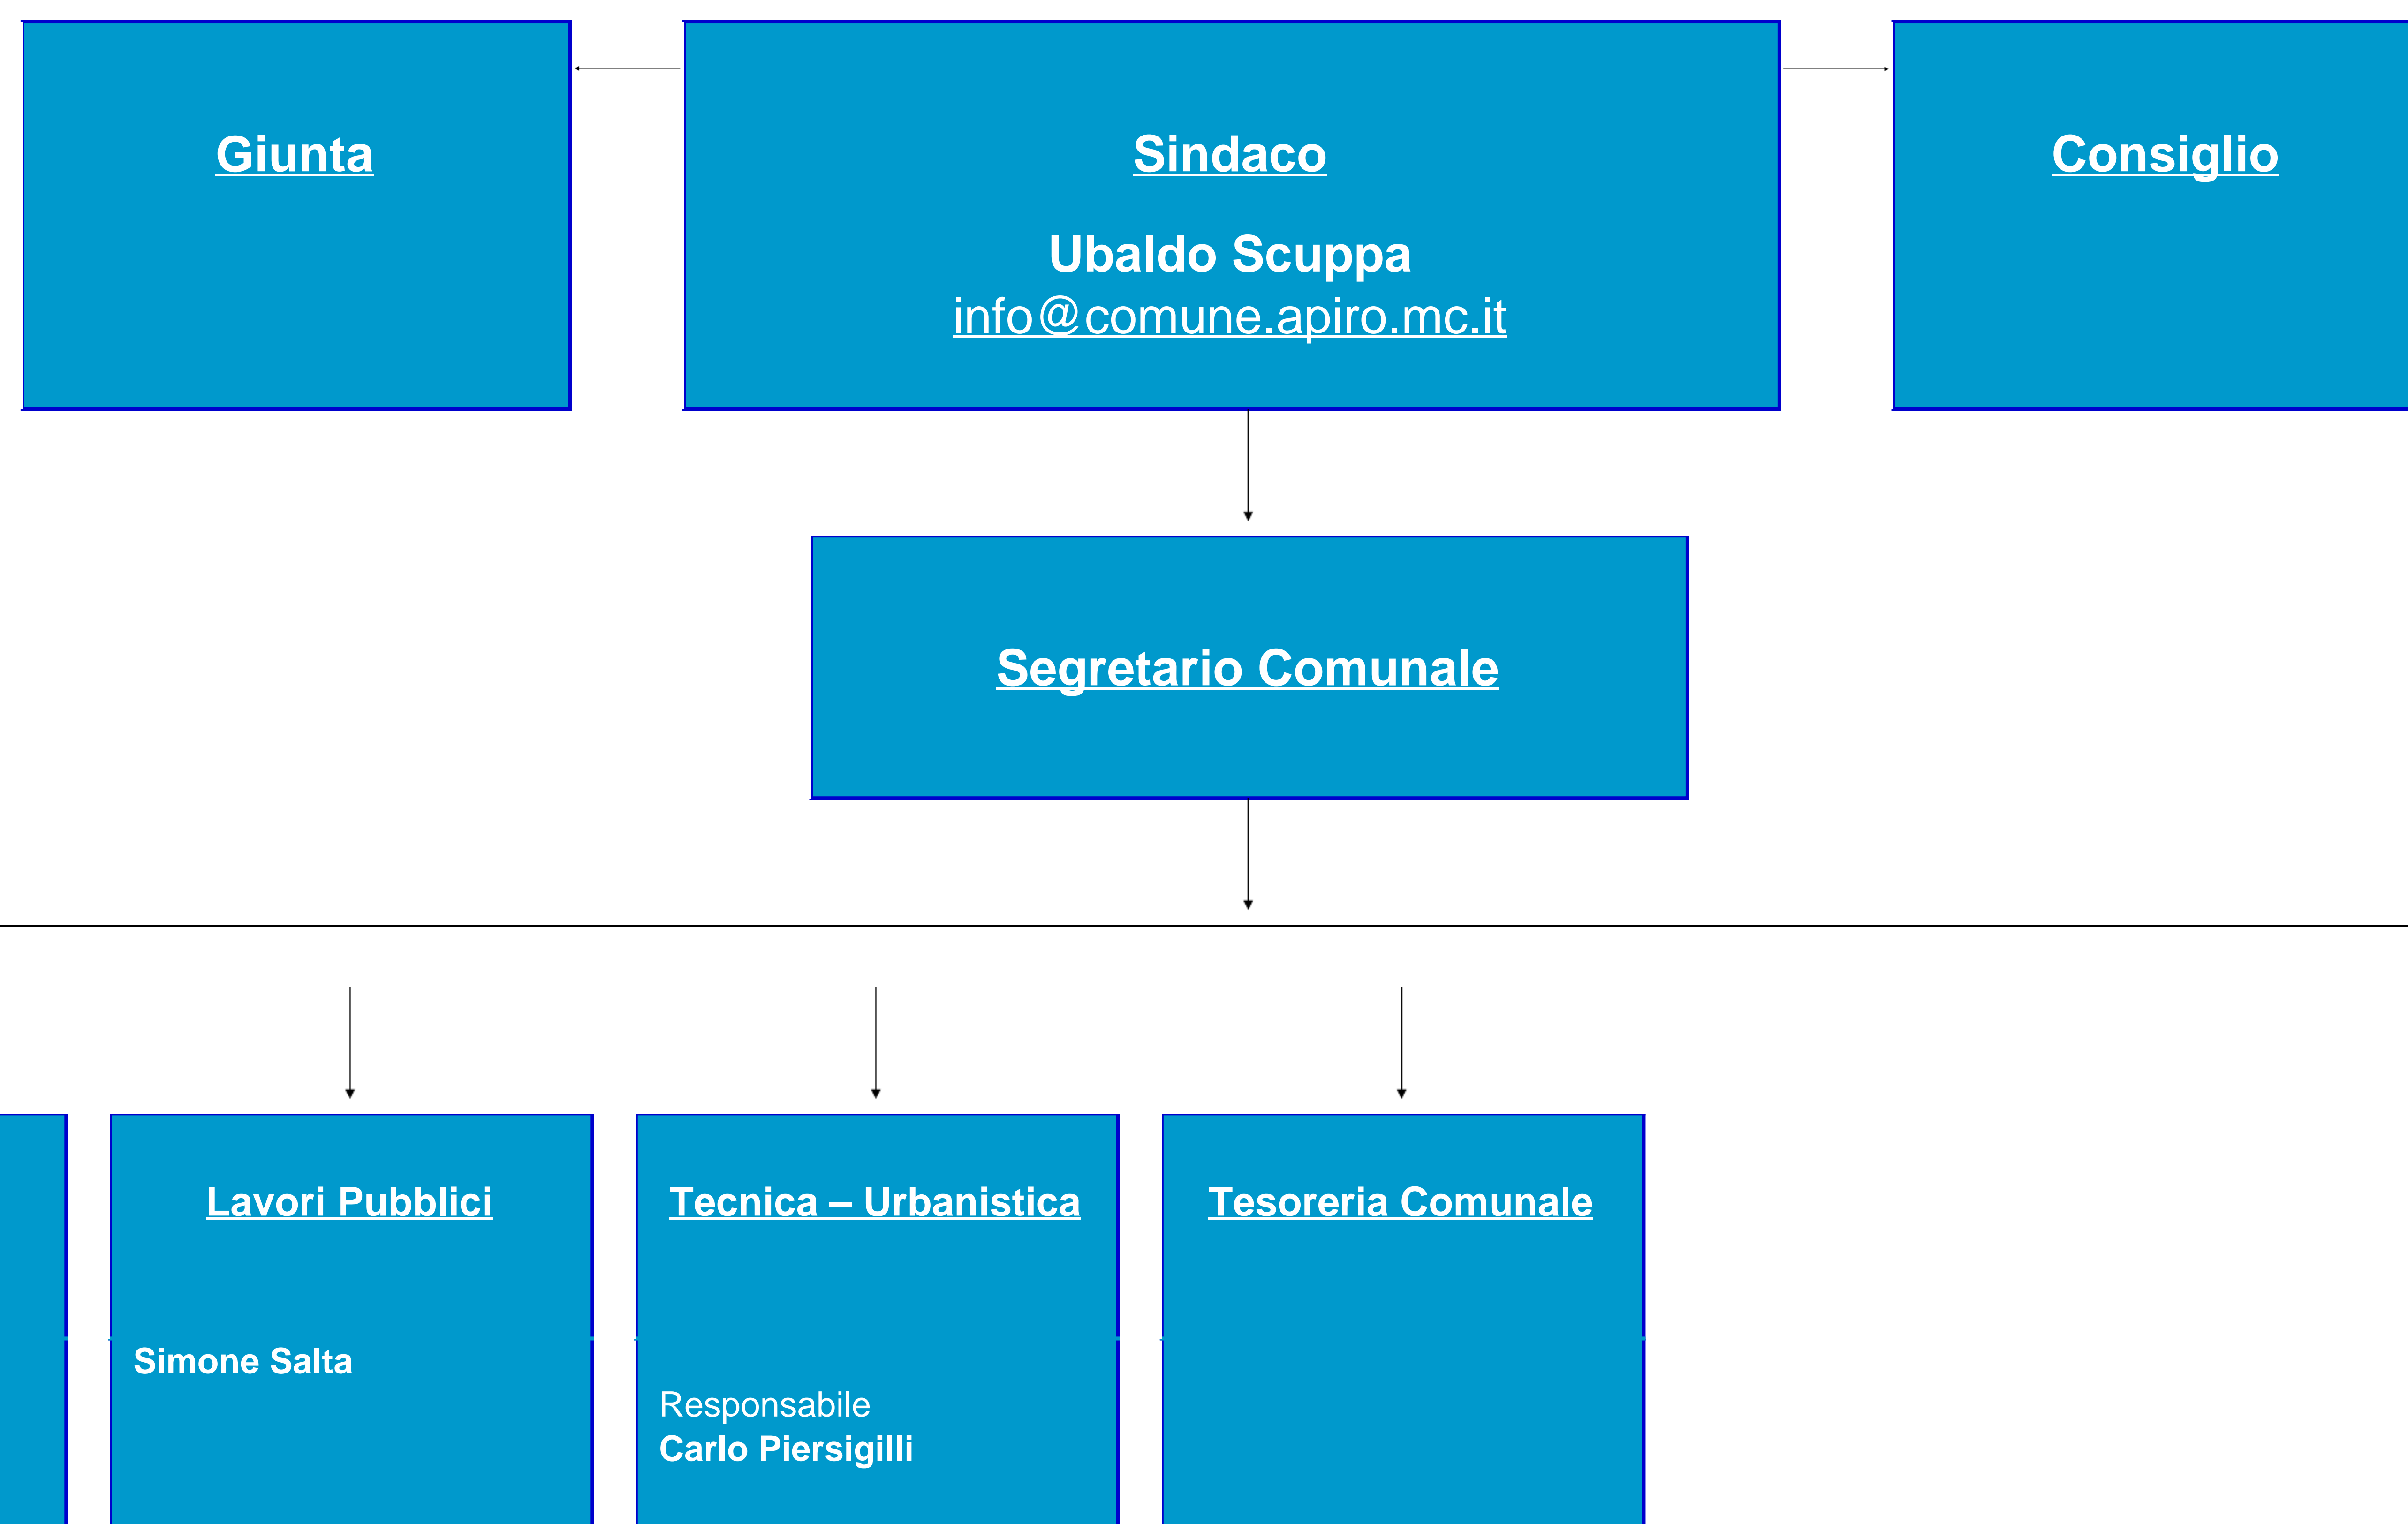 Giunta
Sindaco
Ubaldo Scuppa
info@comune.apiro.mc.it
Consiglio
Segretario Comunale
Lavori Pubblici
Simone Salta
Tecnica – Urbanistica
Responsabile
Carlo Piersigilli
Tesoreria Comunale